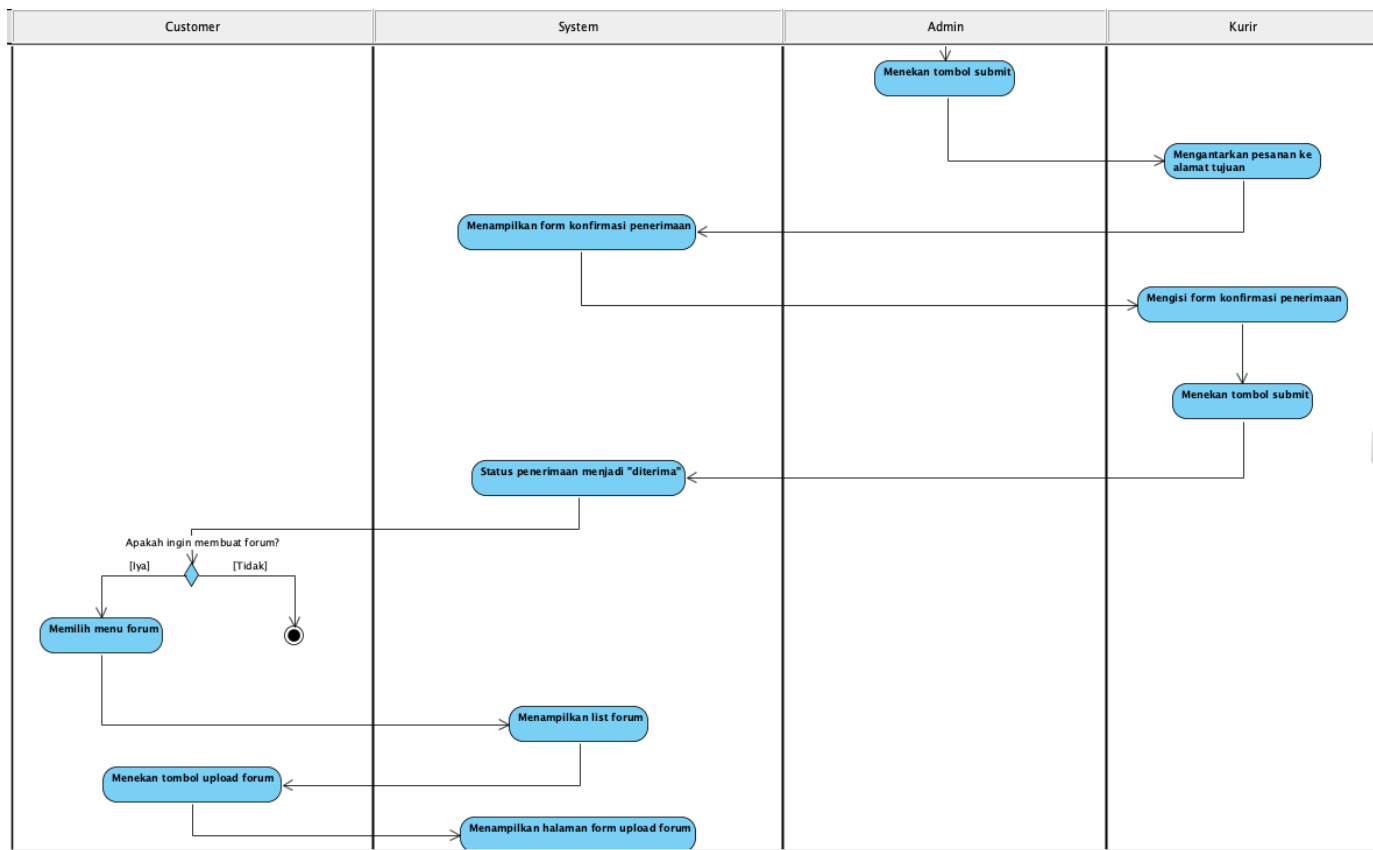 Customer
System
Admin
Kurir
Menekan tombol submit
Mengantarkan pesanan ke
alamat tujuan
Menampilkan form konfirmasi penerimaan
Mengisi form konfirmasi penerimaan
Menekan tombol submit
Status penerimaan menjadi "diterima"
Apakah ingin membuat forum?
[Iya]
[Tidak]
Memilih menu forum
Menampilkan list forum
Menekan tombol upload forum
Menampilkan halaman form upload forum